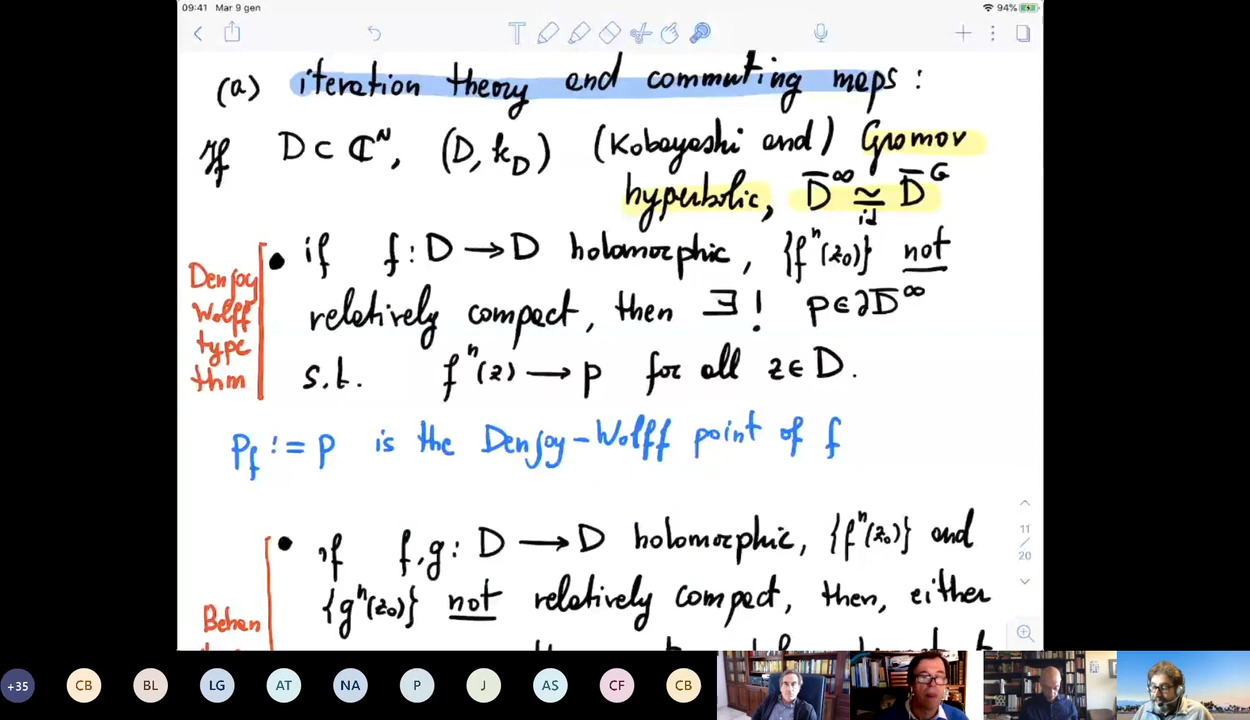 09:41 Mar 9 gen
94%
(a) iteration theory and commuting maps :
If D ⊂ ℂᴺ, (D, k_D) (Kobayashi and) Gromov
hyperbolic, D̅^∞ ≃_id D̅^G
Denjoy
Wolff
type
thm
• if f : D → D holomorphic, {fⁿ(z₀)} not
relatively compact, then ∃! p ∈ ∂D̅^∞
s.t. fⁿ(z) → p for all z ∈ D.
P_f := p is the Denjoy-Wolff point of f
11
/
20
Behan
• if f, g : D → D holomorphic, {fⁿ(z₀)} and
{gⁿ(z₀)} not relatively compact, then, either
+35 CB BL LG AT NA P J AS CF CB